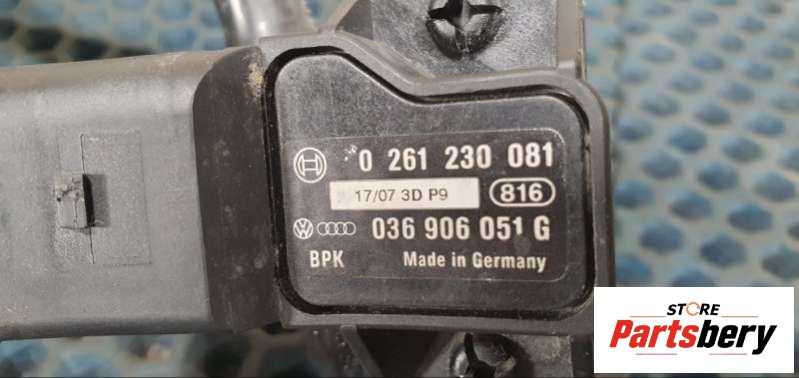 0 261 230 081
17/07 3D P9
816
036 906 051 G
BPK Made in Germany
STORE
Partsbery